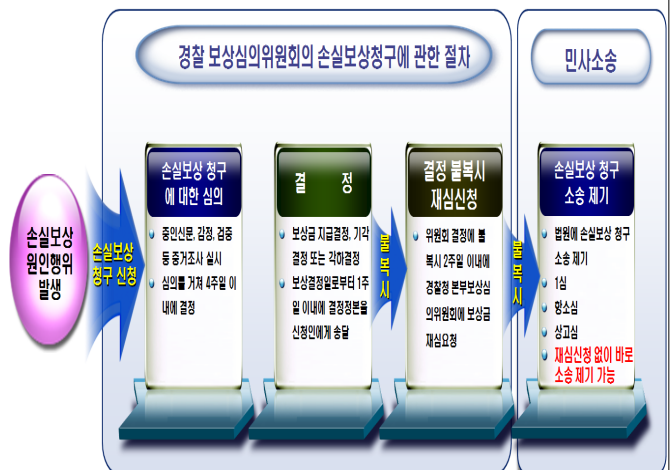 경찰 보상심의위원회의 손실보상청구에 관한 절차
민사소송
손실보상
원인행위
발생
손실보상
청구 신청
손실보상 청구
에 대한 심의
증인신문, 감정, 검증
등 증거조사 실시
심의를 거쳐 4주일 이
내에 결정
결 정
보상금 지급결정, 기각
결정 또는 각하결정
보상결정일로부터 1주
일 이내에 결정정본을
신청인에게 송달
불복시
결정 불복시
재심신청
위원회 결정에 불
복시 2주일 이내에
경찰청 본부보상심
의위원회에 보상금
재심요청
불복시
손실보상 청구
소송 제기
법원에 손실보상 청구
소송 제기
1심
항소심
상고심
재심신청 없이 바로
소송 제기 가능